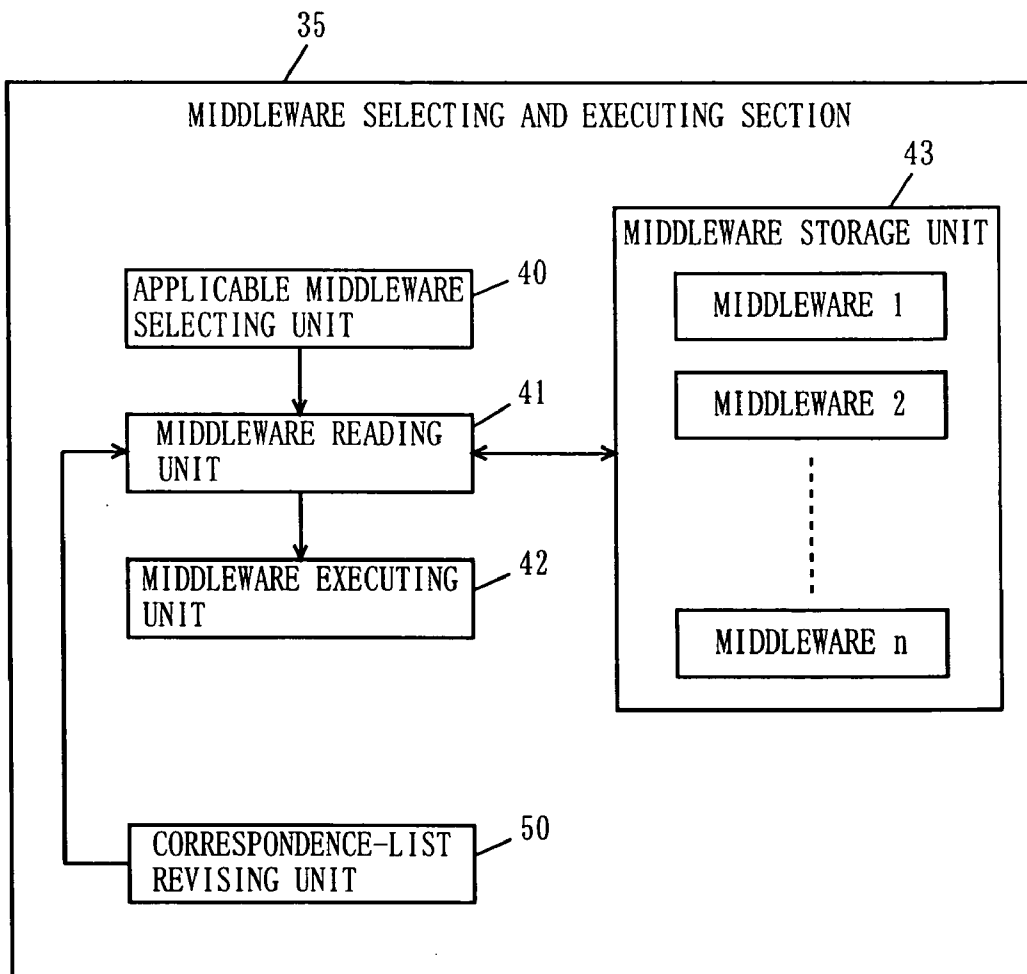 35
MIDDLEWARE SELECTING AND EXECUTING SECTION
43
MIDDLEWARE STORAGE UNIT
40
APPLICABLE MIDDLEWARE
SELECTING UNIT
MIDDLEWARE 1
41
MIDDLEWARE 2
MIDDLEWARE READING
UNIT
42
MIDDLEWARE EXECUTING
UNIT
MIDDLEWARE n
50
CORRESPONDENCE-LIST
REVISING UNIT